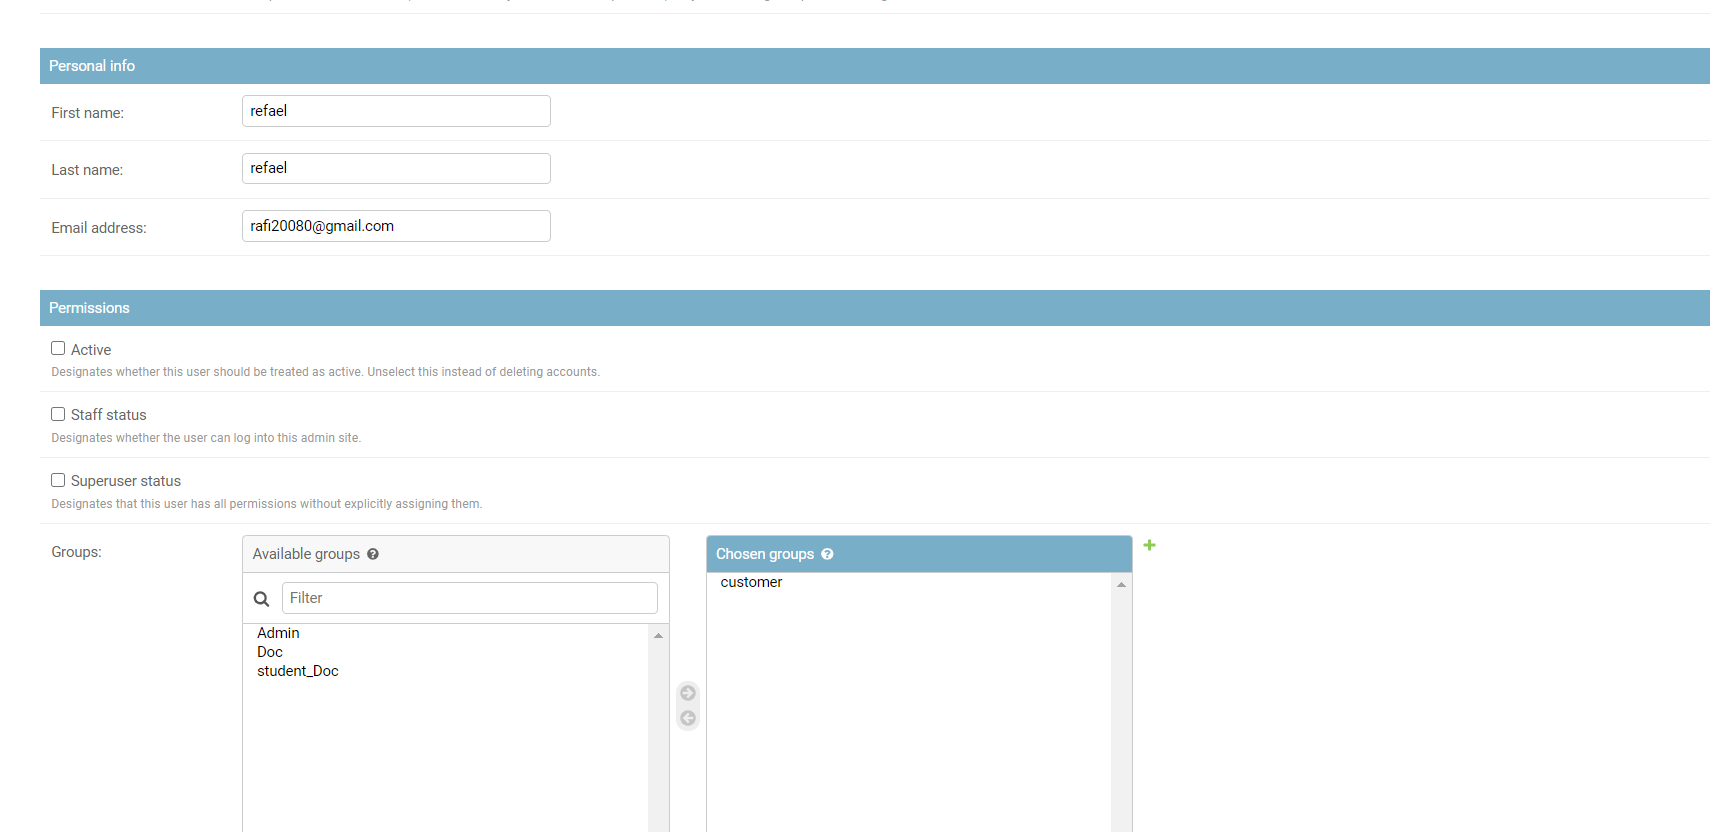 Personal info
First name:
refael
Last name:
refael
Email address:
rafi20080@gmail.com
Permissions
Active
Designates whether this user should be treated as active. Unselect this instead of deleting accounts.
Staff status
Designates whether the user can log into this admin site.
Superuser status
Designates that this user has all permissions without explicitly assigning them.
Groups:
Available groups
Filter
Admin
Doc
student_Doc
Chosen groups
customer